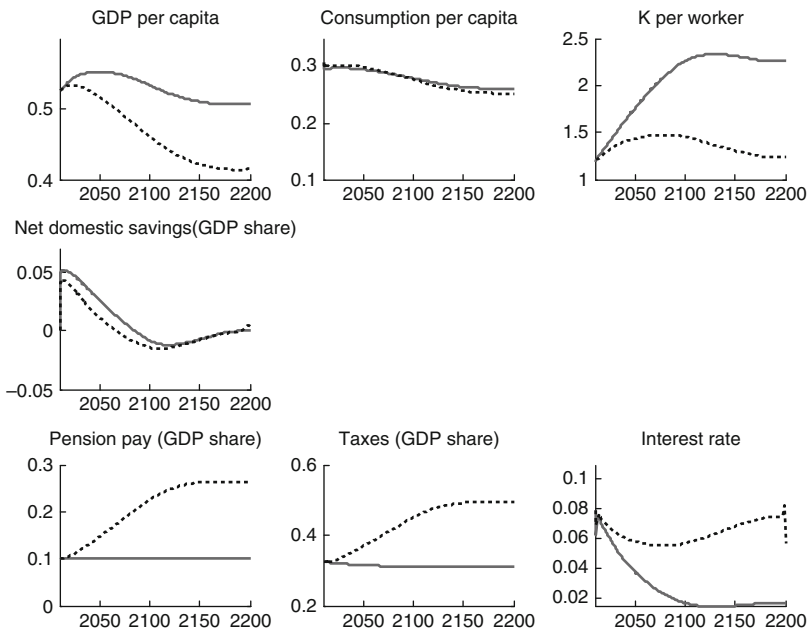 GDP per capita
0.5
0.4
2050 2100 2150 2200
Consumption per capita
0.3
0.2
0.1
2050 2100 2150 2200
K per worker
2.5
2
1.5
1
2050 2100 2150 2200
Net domestic savings(GDP share)
0.05
0
–0.05
2050 2100 2150 2200
Pension pay (GDP share)
0.3
0.2
0.1
0
2050 2100 2150 2200
Taxes (GDP share)
0.6
0.4
0.2
2050 2100 2150 2200
Interest rate
0.1
0.08
0.06
0.04
0.02
2050 2100 2150 2200